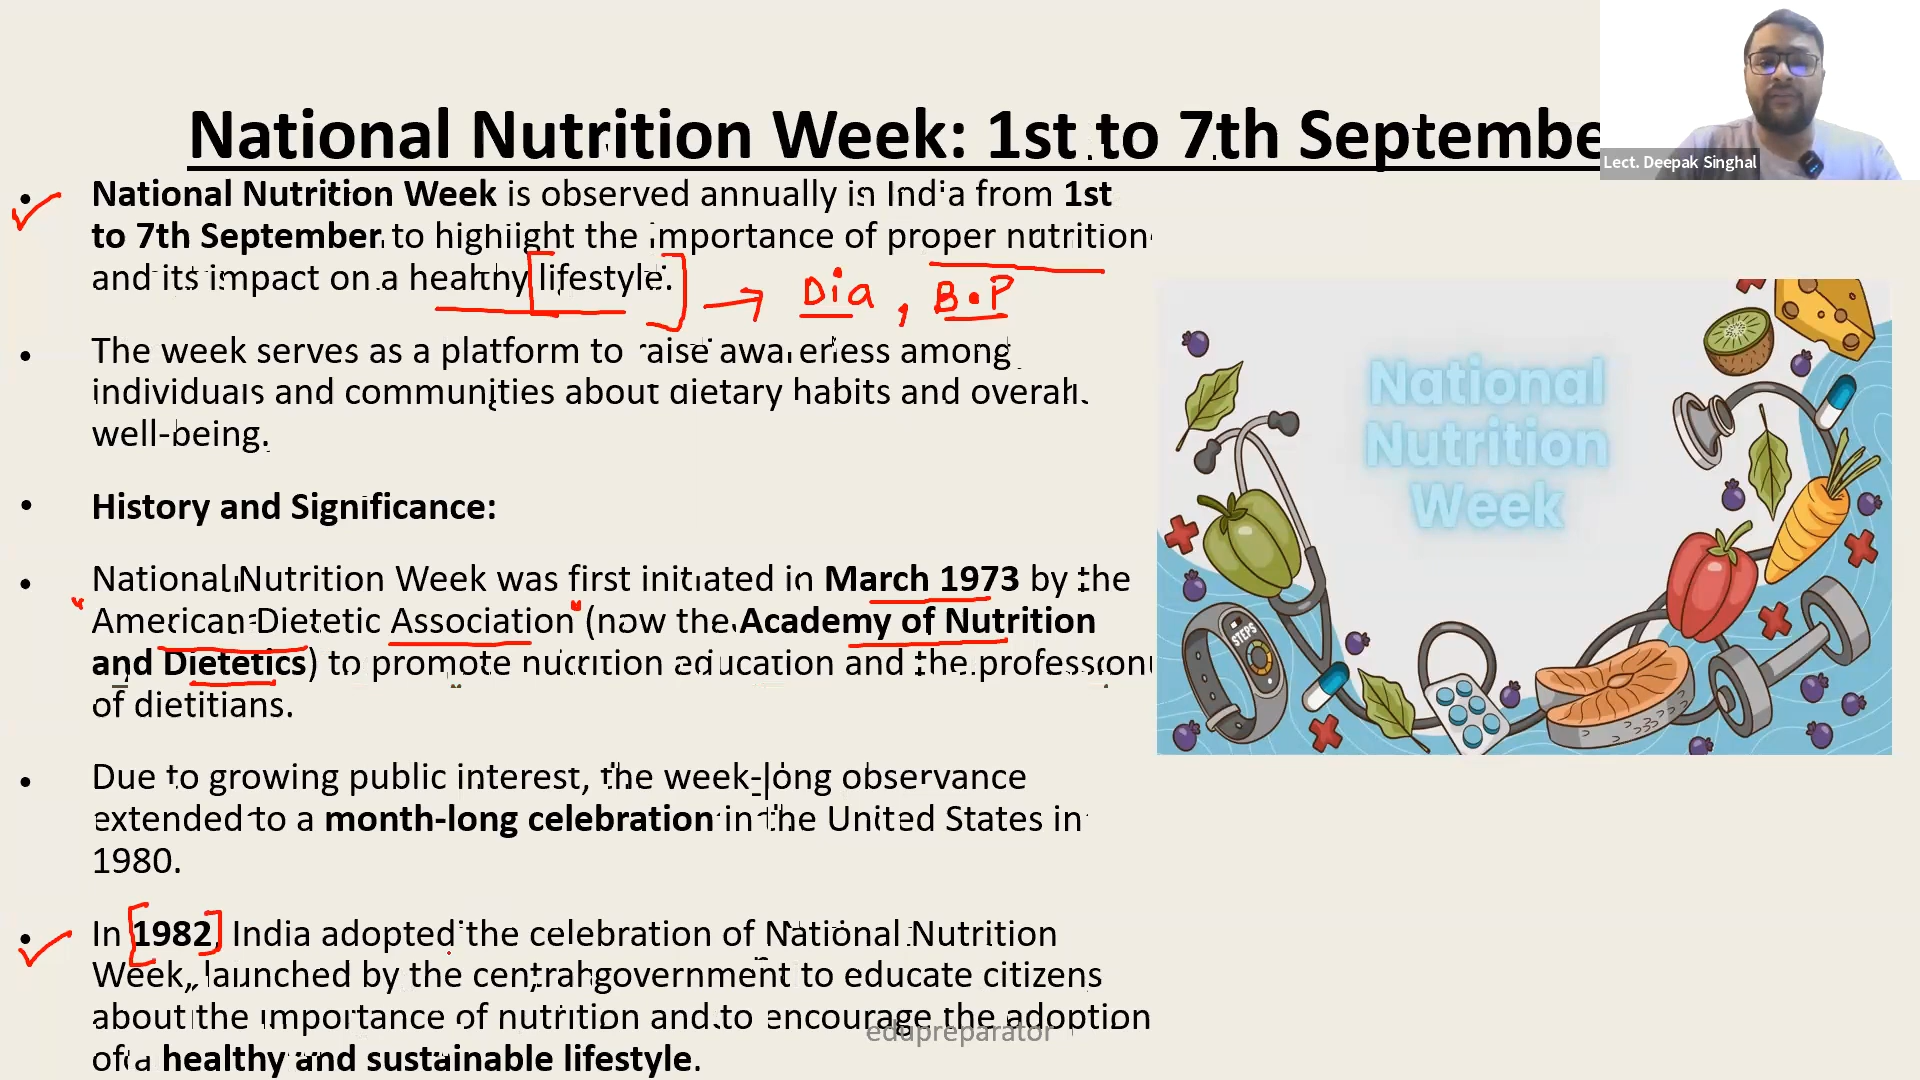 National Nutrition Week: 1st to 7th Septembe
Lect. Deepak Singhal
• National Nutrition Week is observed annually in India from 1st
to 7th September to highlight the importance of proper nutrition
and its impact on a healthy lifestyle.
→ Dia, B.P
• The week serves as a platform to raise awareness among
individuals and communities about dietary habits and overall
well-being.
• History and Significance:
• National Nutrition Week was first initiated in March 1973 by the
"American Dietetic Association" (now the Academy of Nutrition
and Dietetics) to promote nutrition education and the profession
of dietitians.
• Due to growing public interest, the week-long observance
extended to a month-long celebration in the United States in
1980.
• In [1982], India adopted the celebration of National Nutrition
Week, launched by the central government to educate citizens
about the importance of nutrition and to encourage the adoption
of a healthy and sustainable lifestyle.
edupreparator
National
Nutrition
Week
STEPS